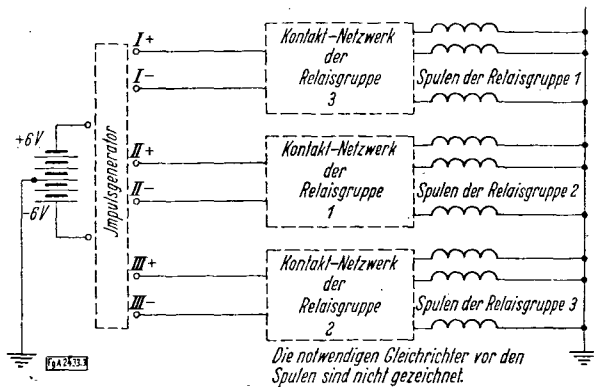 +6V
-6V
Impulsgenerator
I+
I-
Kontakt-Netzwerk
der
Relaisgruppe
3
Spulen der Relaisgruppe 1
II+
II-
Kontakt-Netzwerk
der
Relaisgruppe
1
Spulen der Relaisgruppe 2
III+
III-
Kontakt-Netzwerk
der
Relaisgruppe
2
Spulen der Relaisgruppe 3
Die notwendigen Gleichrichter vor den
Spulen sind nicht gezeichnet.